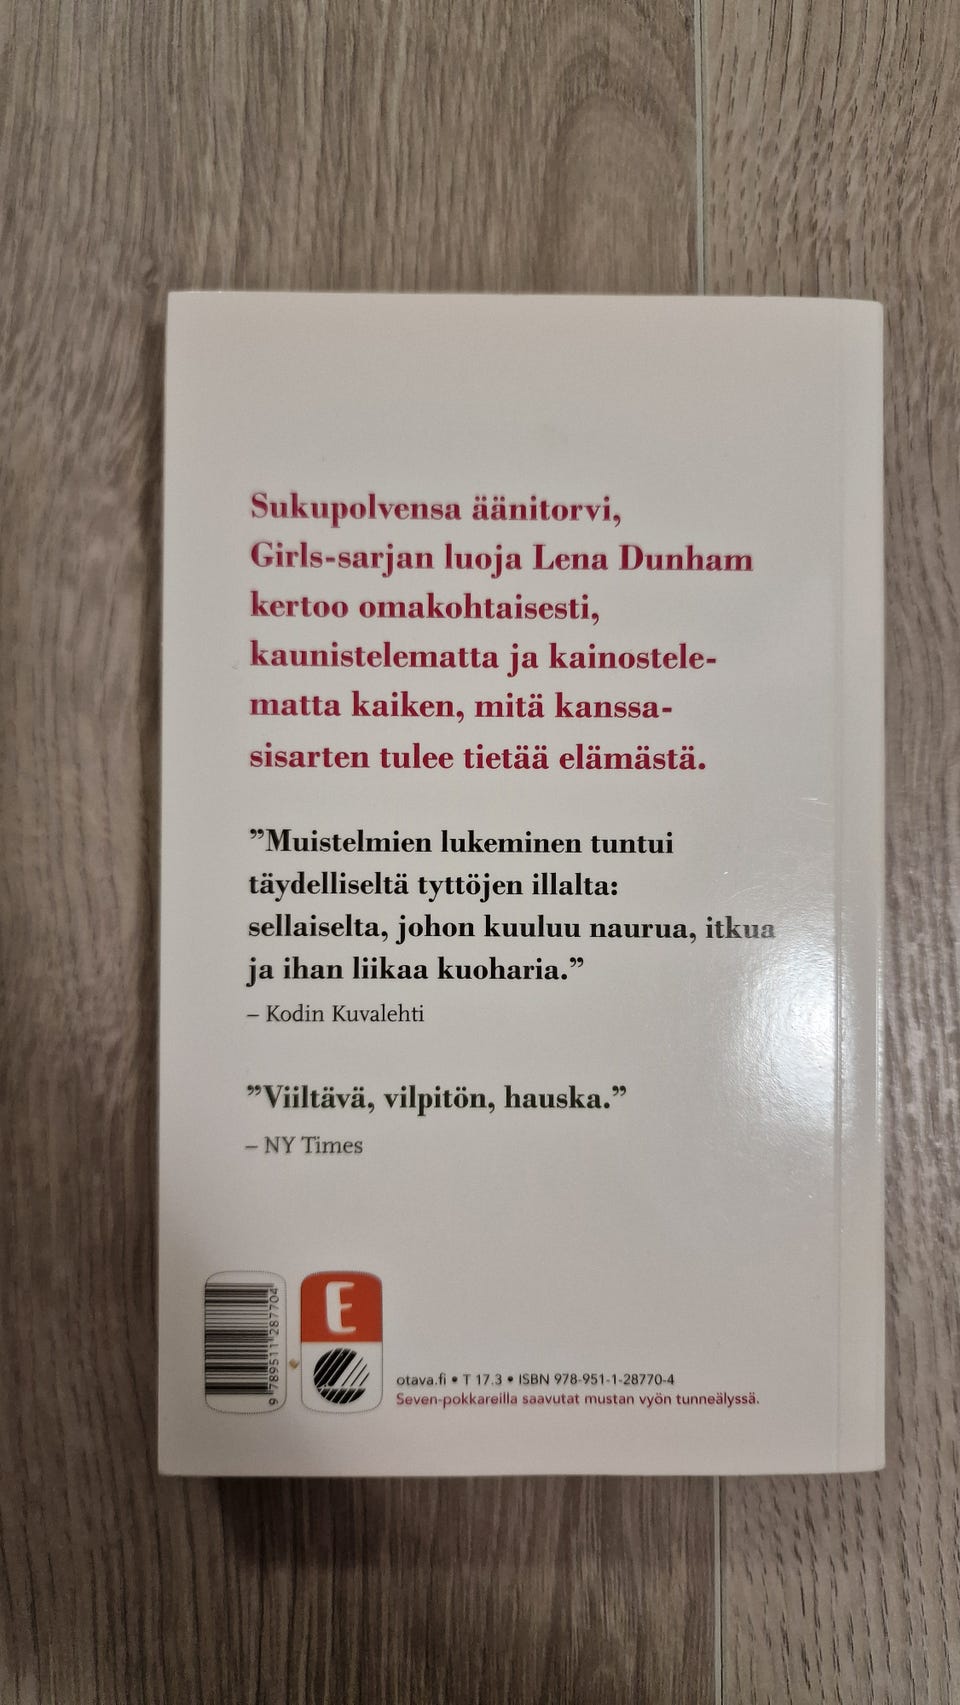 Sukupolvensa äänitorvi,
Girls-sarjan luoja Lena Dunham
kertoo omakohtaisesti,
kaunistelematta ja kainostele-
matta kaiken, mitä kanssa-
sisarten tulee tietää elämästä.
”Muistelmien lukeminen tuntui
täydelliseltä tyttöjen illalta:
sellaiselta, johon kuuluu naurua, itkua
ja ihan liikaa kuoharia.”
– Kodin Kuvalehti
”Viiltävä, vilpitön, hauska.”
– NY Times
9 789511 287704
E
otava.fi • T 17.3 • ISBN 978-951-1-28770-4
Seven-pokkareilla saavutat mustan vyön tunneälyssä.